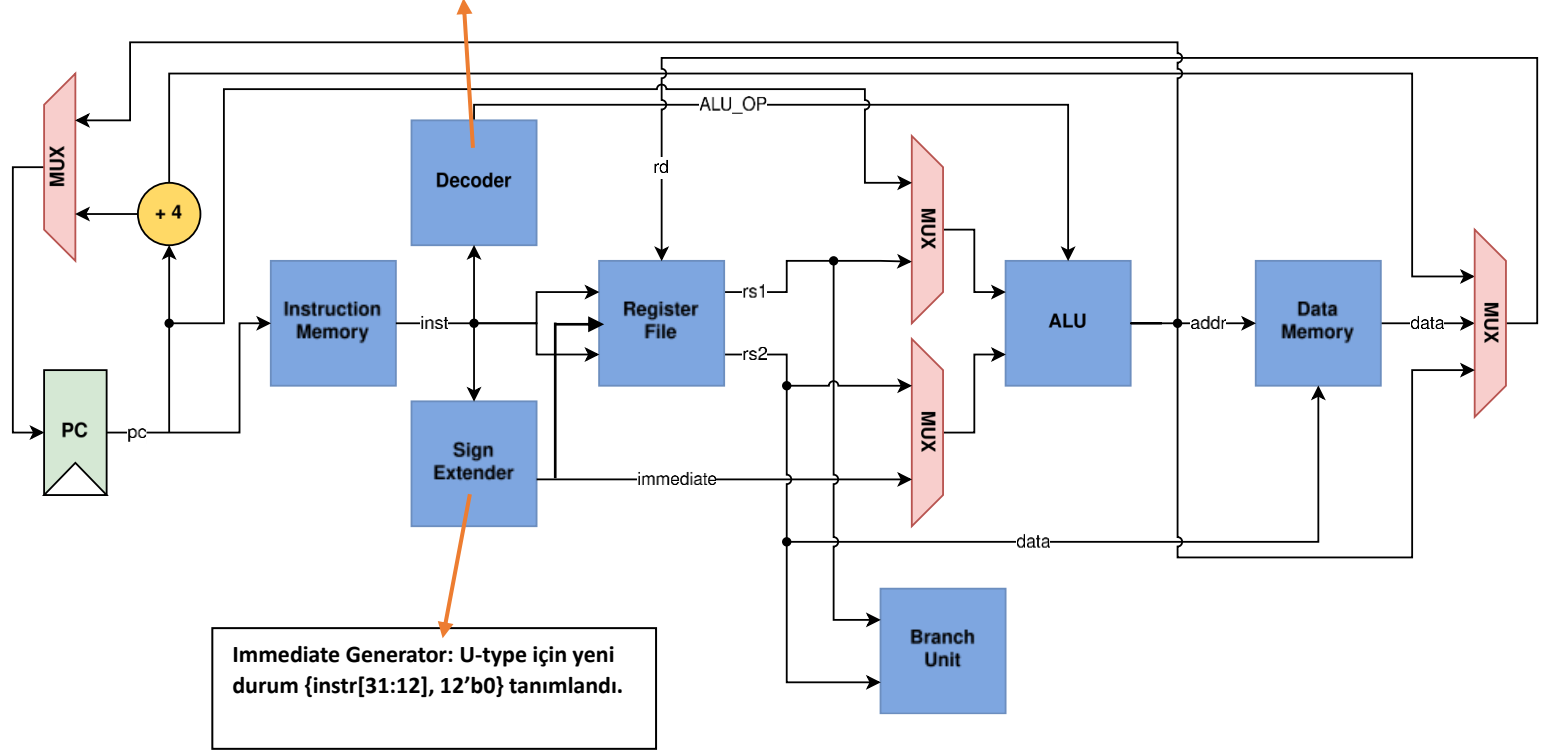 ALU_OP
MUX
rd
Decoder
+ 4
MUX
Instruction
Memory
inst
Register
File
rs1
rs2
ALU
addr
Data
Memory
data
MUX
PC
pc
Sign
Extender
immediate
MUX
data
Branch
Unit
Immediate Generator: U-type için yeni
durum {instr[31:12], 12’b0} tanımlandı.